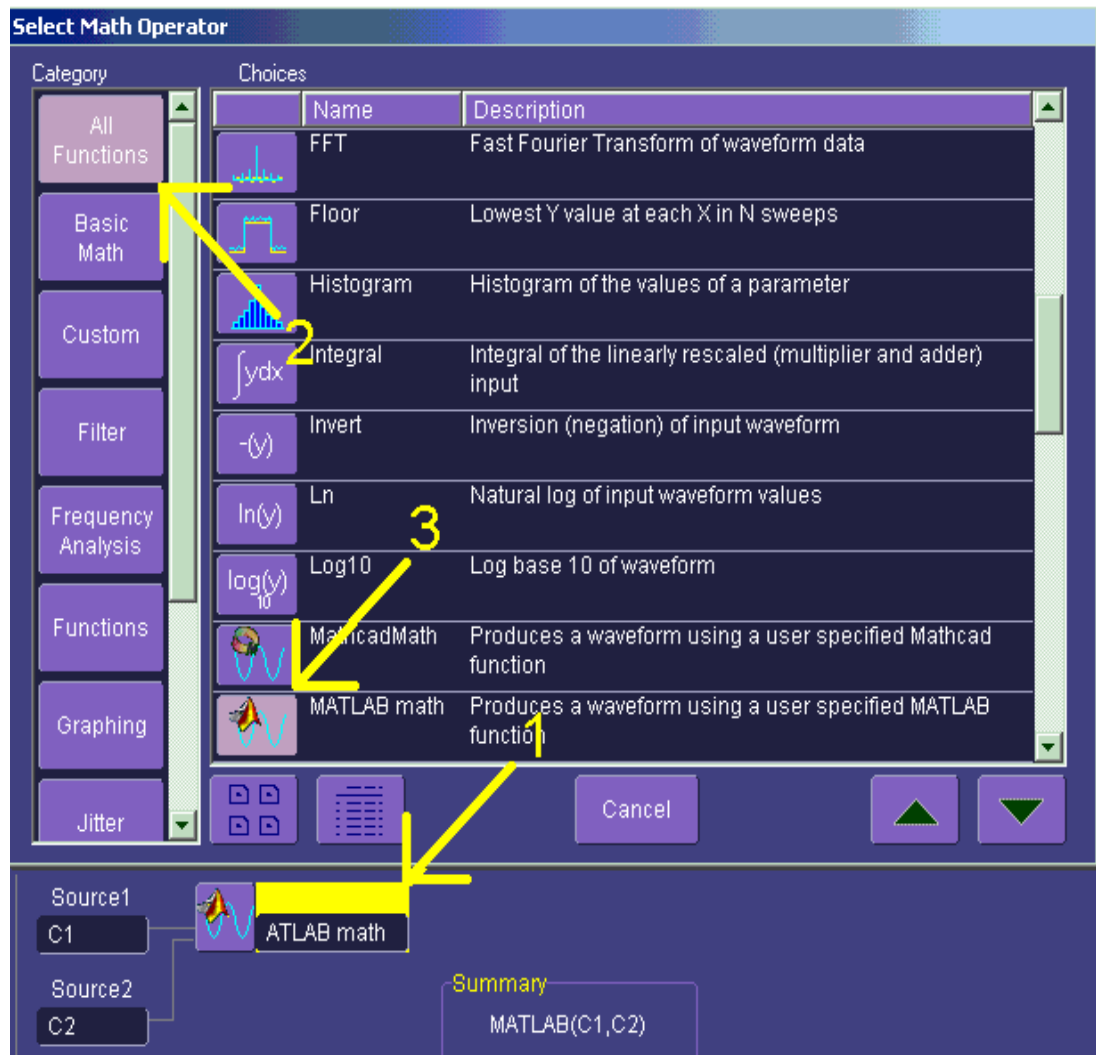 Select Math Operator
Category
Choices
All
Functions
Basic
Math
Custom
Filter
Frequency
Analysis
Functions
Graphing
Jitter
Name Description
FFT Fast Fourier Transform of waveform data
Floor Lowest Y value at each X in N sweeps
Histogram Histogram of the values of a parameter
2
∫ydx Integral Integral of the linearly rescaled (multiplier and adder)
input
-(y) Invert Inversion (negation) of input waveform
ln(y) Ln Natural log of input waveform values
3
log(y) Log10 Log base 10 of waveform
10
MathcadMath Produces a waveform using a user specified Mathcad
function
MATLAB math Produces a waveform using a user specified MATLAB
function
1
Cancel
Source1
C1
ATLAB math
Source2
C2
Summary
MATLAB(C1,C2)